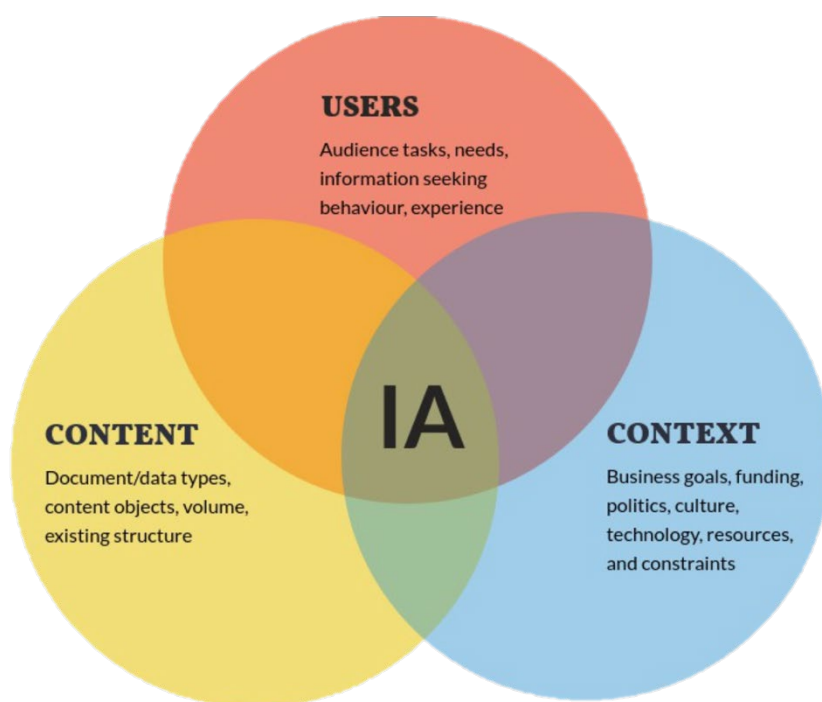 USERS
Audience tasks, needs,
information seeking
behaviour, experience
IA
CONTENT
Document/data types,
content objects, volume,
existing structure
CONTEXT
Business goals, funding,
politics, culture,
technology, resources,
and constraints